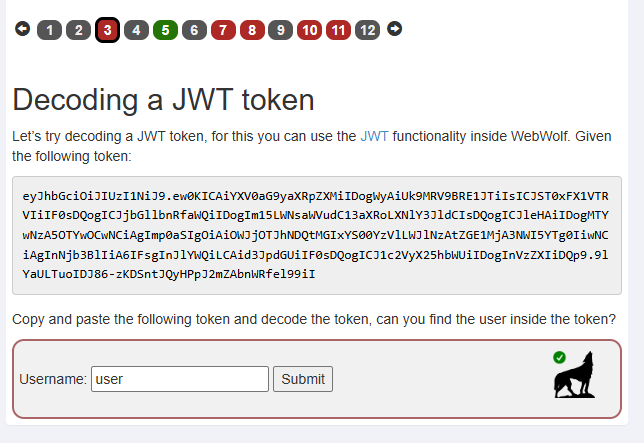 1 2 3 4 5 6 7 8 9 10 11 12
Decoding a JWT token
Let's try decoding a JWT token, for this you can use the JWT functionality inside WebWolf. Given
the following token:
eyJhbGciOiJIUzI1NiJ9.ew0KICAiYXV0aG9yaXRpZXMiIDogWyAiUk9MRV9BRE1JTiIsICJST0xFX1VTR
VIiIF0sDQogICJjbGllbnRfaWQiIDogIm15LWNsaWVudC13aXRoLXNlY3JldCIsDQogICJleHAiIDogMTY
wNzA5OTYwOCwNCiAgImp0aSIgOiAiOWJjOTJhNDQtMGIxYS00YzVlLWJlNzAtZGE1MjA3NWI5YTg0IiwNC
iAgInNjb3BlIiA6IFsgInJlYWQiLCAid3JpdGUiIF0sDQogICJ1c2VyX25hbWUiIDogInVzZXIiDQp9.9l
YaULTuoIDJ86-zKDSntJQyHPpJ2mZAbnWRfel99iI
Copy and paste the following token and decode the token, can you find the user inside the token?
Username: user Submit